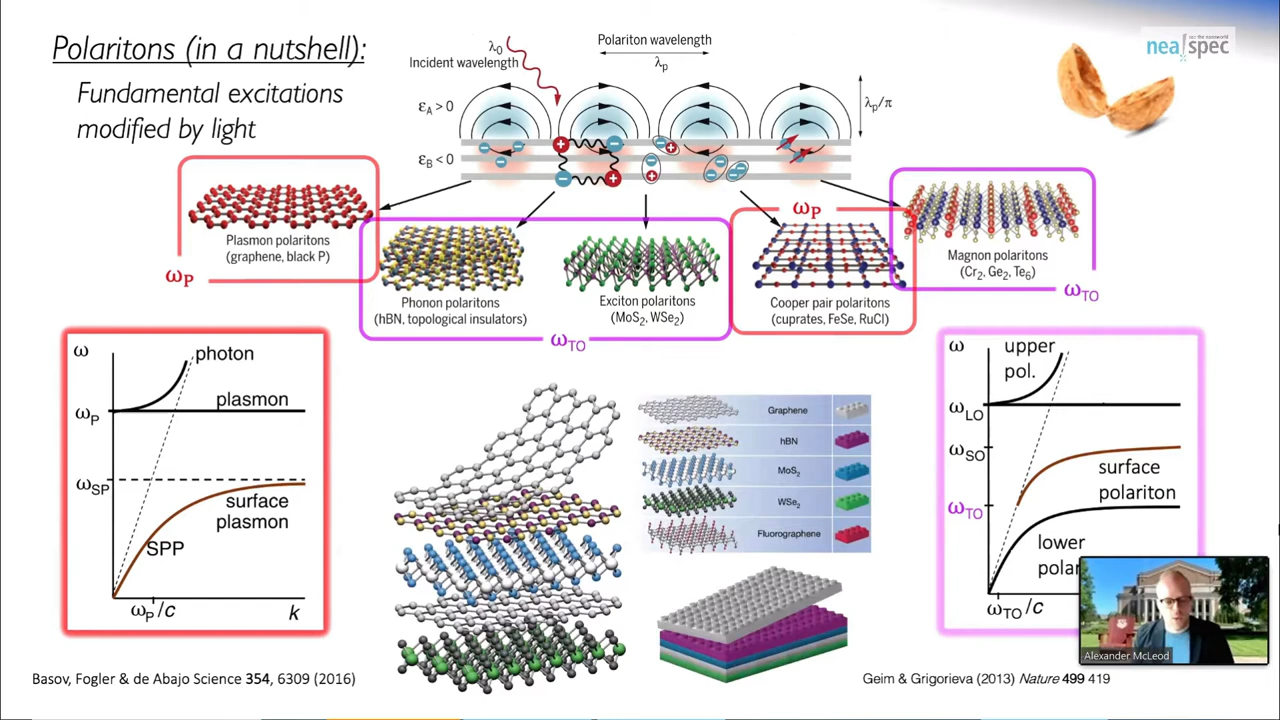 Polaritons (in a nutshell):
Fundamental excitations
modified by light
λ0
Incident wavelength
Polariton wavelength
λp
εA > 0
εB < 0
λp/π
neaspec
see the nanoworld
Plasmon polaritons
(graphene, black P)
ωP
Phonon polaritons
(hBN, topological insulators)
Exciton polaritons
(MoS2, WSe2)
ωTO
ωP
Cooper pair polaritons
(cuprates, FeSe, RuCl)
Magnon polaritons
(Cr2, Ge2, Te6)
ωTO
ω
photon
plasmon
ωP
ωSP
surface
plasmon
SPP
ωP/c
k
Graphene
hBN
MoS2
WSe2
Fluorographene
ω
upper
pol.
ωLO
ωSO
surface
polariton
ωTO
lower
ωTO/c
Alexander McLeod
Basov, Fogler & de Abajo Science 354, 6309 (2016)
Geim & Grigorieva (2013) Nature 499 419